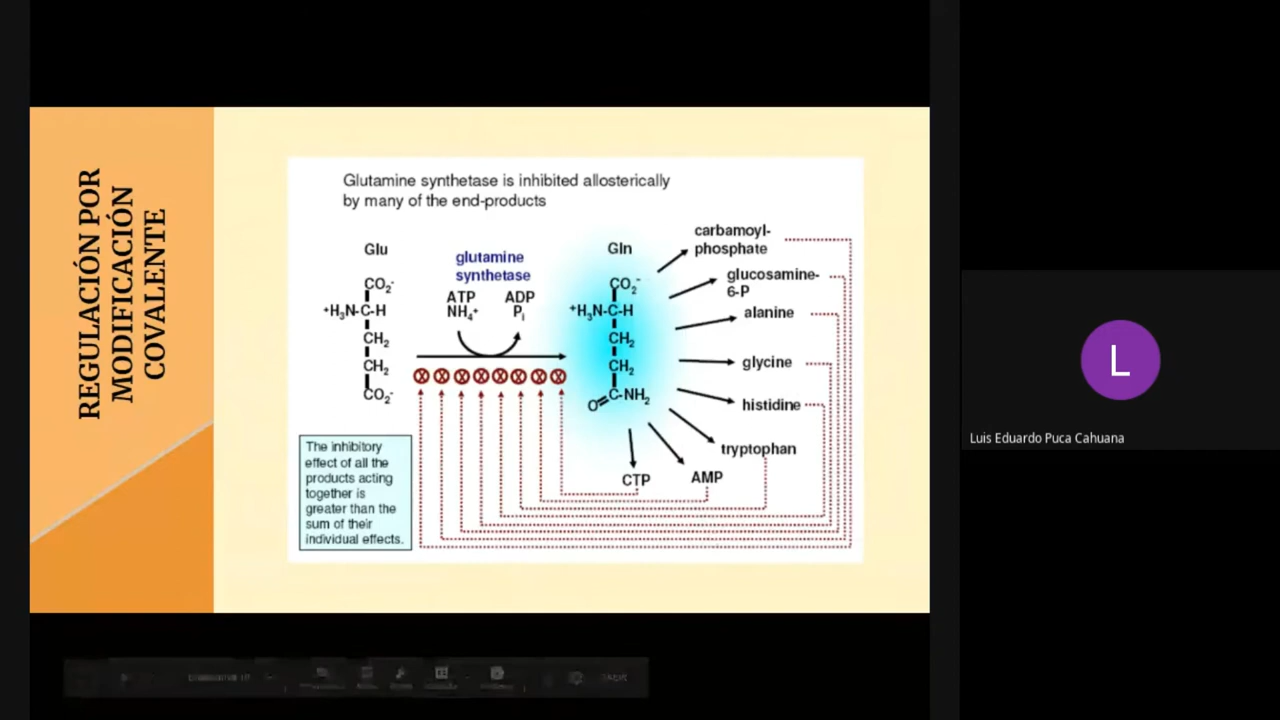 REGULACIÓN POR
MODIFICACIÓN
COVALENTE
Glutamine synthetase is inhibited allosterically
by many of the end-products
Glu
CO₂⁻
⁺H₃N-C-H
CH₂
CH₂
CO₂⁻
glutamine
synthetase
ATP ADP
NH₄⁺ Pᵢ
Gln
CO₂⁻
⁺H₃N-C-H
CH₂
CH₂
O=C-NH₂
carbamoyl-
phosphate
glucosamine-
6-P
alanine
glycine
histidine
tryptophan
AMP
CTP
The inhibitory
effect of all the
products acting
together is
greater than the
sum of their
individual effects.
L
Luis Eduardo Puca Cahuana